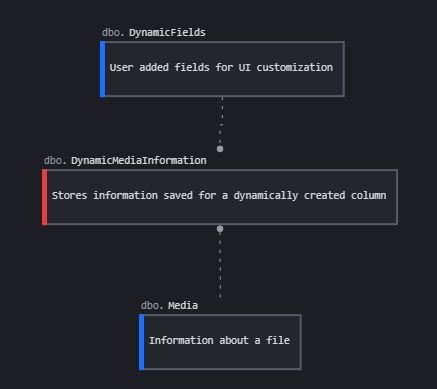 dbo. DynamicFields
User added fields for UI customization
dbo. DynamicMediaInformation
Stores information saved for a dynamically created column
dbo. Media
Information about a file